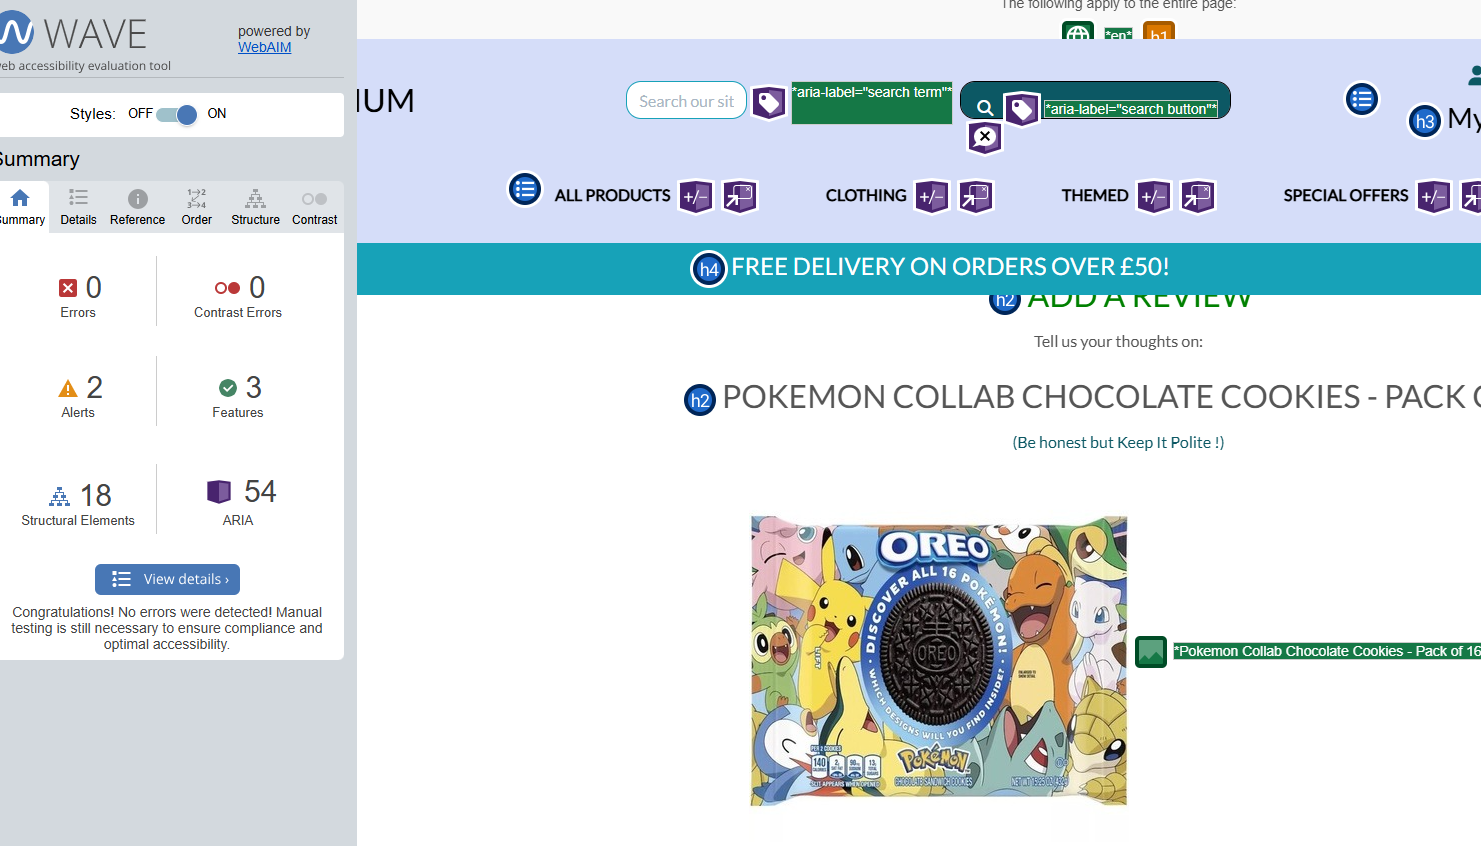 WAVE
powered by
WebAIM
web accessibility evaluation tool
Styles: OFF ON
Summary
Summary
Details
Reference
Order
Structure
Contrast
0
Errors
0
Contrast Errors
2
Alerts
3
Features
18
Structural Elements
54
ARIA
View details ›
Congratulations! No errors were detected! Manual
testing is still necessary to ensure compliance and
optimal accessibility.
The following apply to the entire page:
*en*
h1
IUM
Search our sit
*aria-label="search term"*
*aria-label="search button"*
h3 My
ALL PRODUCTS +/-
CLOTHING +/-
THEMED +/-
SPECIAL OFFERS +/-
h4 FREE DELIVERY ON ORDERS OVER £50!
h2 ADD A REVIEW
Tell us your thoughts on:
h2 POKEMON COLLAB CHOCOLATE COOKIES - PACK
(Be honest but Keep It Polite !)
OREO
DISCOVER ALL 16 POKÉMON!
OREO
LIFT
• WHICH DESIGNS WILL YOU FIND INSIDE? •
PER 2 COOKIES
140
Pokémon
CHOCOLATE SANDWICH COOKIES
*Pokemon Collab Chocolate Cookies - Pack of 16